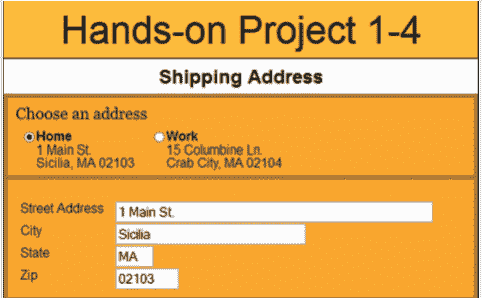 Hands-on Project 1-4
Shipping Address
Choose an address
Home Work
1 Main St. 15 Columbine Ln.
Sicilia, MA 02103 Crab City, MA 02104
Street Address 1 Main St.
City Sicilia
State MA
Zip 02103